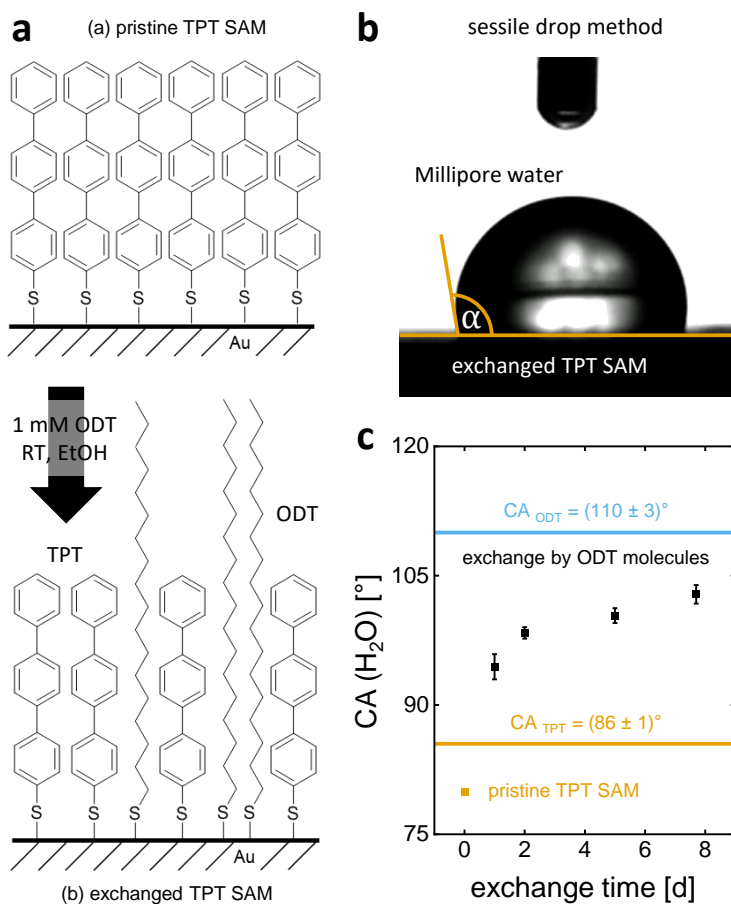 a
(a) pristine TPT SAM
S S S S S S
Au
1 mM ODT
RT, EtOH
ODT
TPT
S S S S S S S
Au
(b) exchanged TPT SAM
b
sessile drop method
Millipore water
α
exchanged TPT SAM
c
120
105
90
75
CA (H₂O) [°]
CA ODT = (110 ± 3)°
exchange by ODT molecules
CA TPT = (86 ± 1)°
pristine TPT SAM
0 2 4 6 8
exchange time [d]